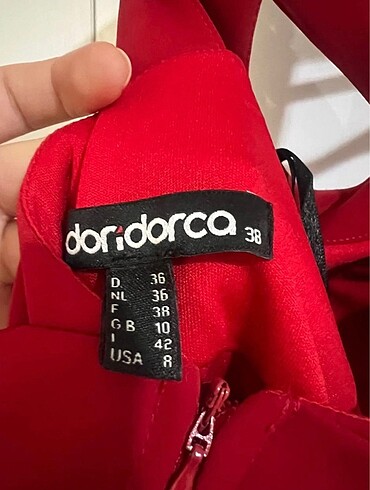 doridorca 38
D 36
NL 36
F 38
GB 10
I 42
USA 8